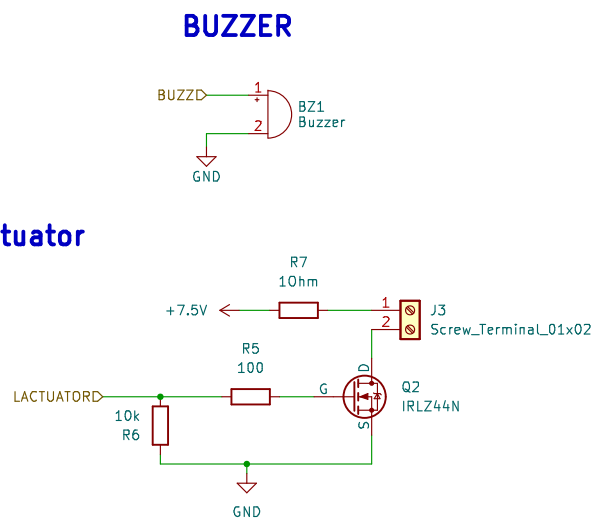 BUZZER
BUZZ
1
+
2
BZ1
Buzzer
GND
tuator
R7
1Ohm
+7.5V
1
2
J3
Screw_Terminal_01x02
R5
100
LACTUATOR
G
D
S
Q2
IRLZ44N
10k
R6
GND